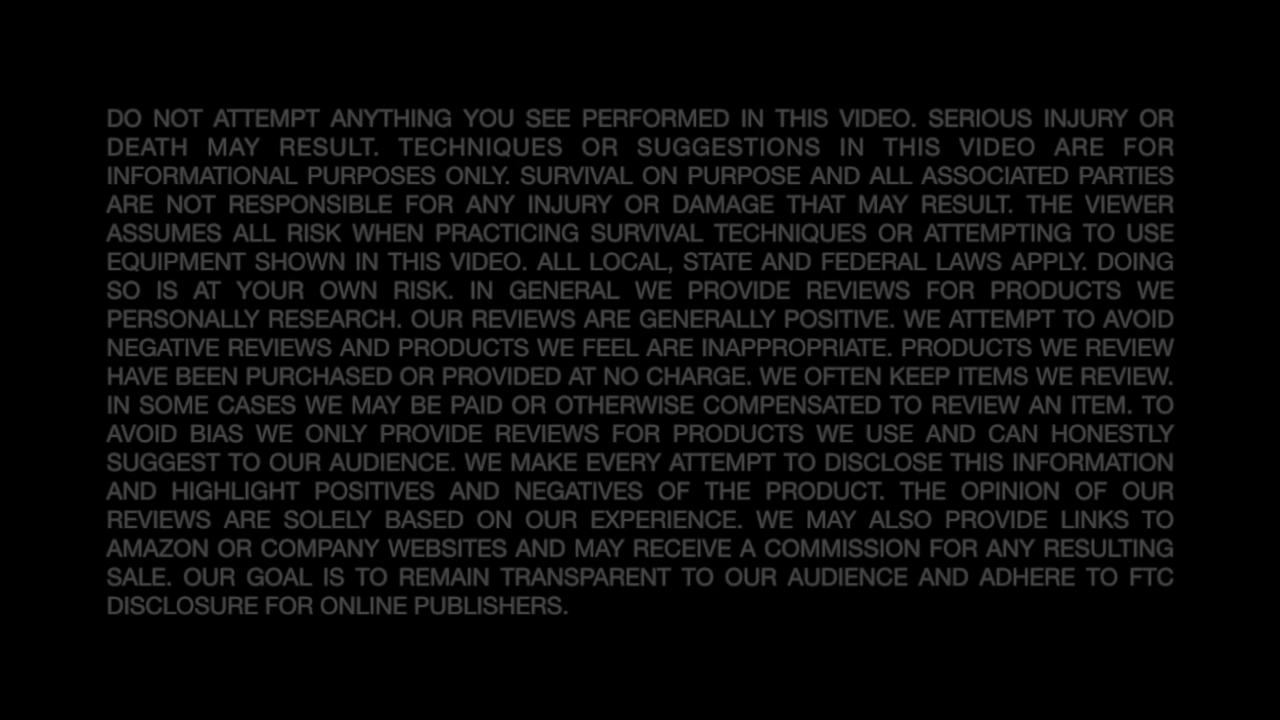 DO NOT ATTEMPT ANYTHING YOU SEE PERFORMED IN THIS VIDEO. SERIOUS INJURY OR
DEATH MAY RESULT. TECHNIQUES OR SUGGESTIONS IN THIS VIDEO ARE FOR
INFORMATIONAL PURPOSES ONLY. SURVIVAL ON PURPOSE AND ALL ASSOCIATED PARTIES
ARE NOT RESPONSIBLE FOR ANY INJURY OR DAMAGE THAT MAY RESULT. THE VIEWER
ASSUMES ALL RISK WHEN PRACTICING SURVIVAL TECHNIQUES OR ATTEMPTING TO USE
EQUIPMENT SHOWN IN THIS VIDEO. ALL LOCAL, STATE AND FEDERAL LAWS APPLY. DOING
SO IS AT YOUR OWN RISK. IN GENERAL WE PROVIDE REVIEWS FOR PRODUCTS WE
PERSONALLY RESEARCH. OUR REVIEWS ARE GENERALLY POSITIVE. WE ATTEMPT TO AVOID
NEGATIVE REVIEWS AND PRODUCTS WE FEEL ARE INAPPROPRIATE. PRODUCTS WE REVIEW
HAVE BEEN PURCHASED OR PROVIDED AT NO CHARGE. WE OFTEN KEEP ITEMS WE REVIEW.
IN SOME CASES WE MAY BE PAID OR OTHERWISE COMPENSATED TO REVIEW AN ITEM. TO
AVOID BIAS WE ONLY PROVIDE REVIEWS FOR PRODUCTS WE USE AND CAN HONESTLY
SUGGEST TO OUR AUDIENCE. WE MAKE EVERY ATTEMPT TO DISCLOSE THIS INFORMATION
AND HIGHLIGHT POSITIVES AND NEGATIVES OF THE PRODUCT. THE OPINION OF OUR
REVIEWS ARE SOLELY BASED ON OUR EXPERIENCE. WE MAY ALSO PROVIDE LINKS TO
AMAZON OR COMPANY WEBSITES AND MAY RECEIVE A COMMISSION FOR ANY RESULTING
SALE. OUR GOAL IS TO REMAIN TRANSPARENT TO OUR AUDIENCE AND ADHERE TO FTC
DISCLOSURE FOR ONLINE PUBLISHERS.